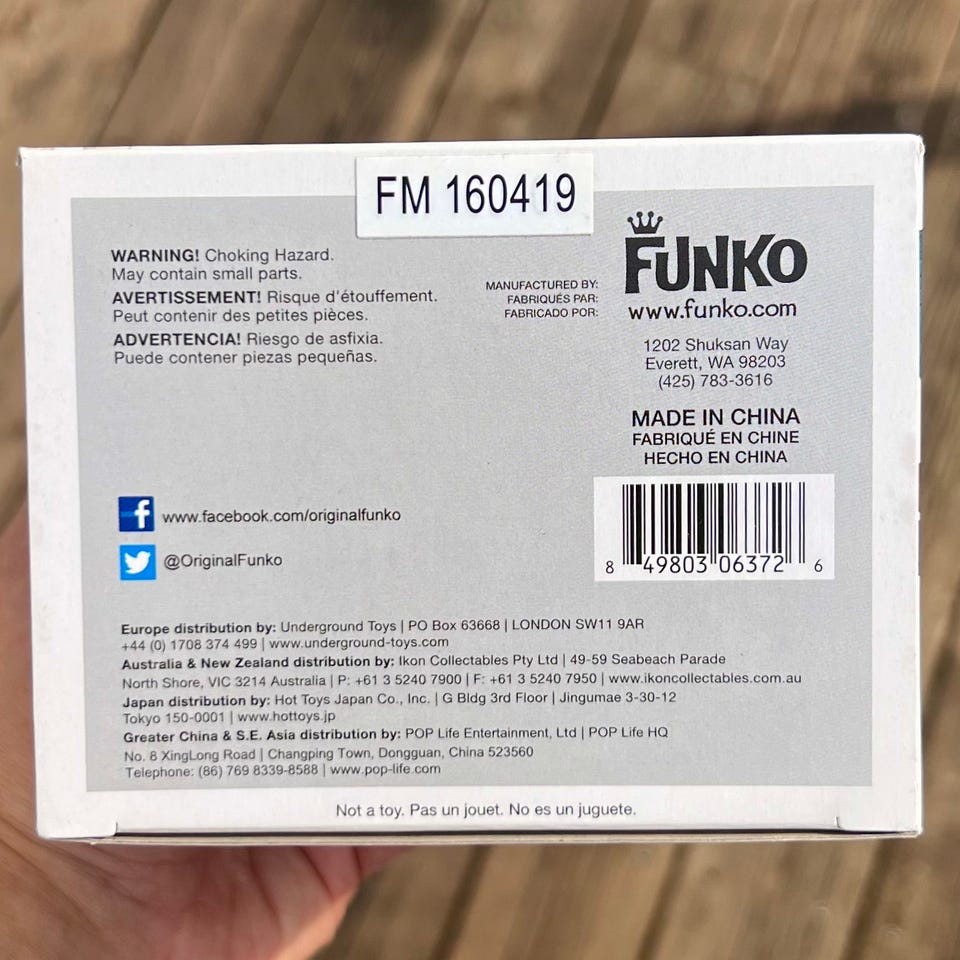 FM 160419
WARNING! Choking Hazard.
May contain small parts.
AVERTISSEMENT! Risque d'étouffement.
Peut contenir des petites pièces.
ADVERTENCIA! Riesgo de asfixia.
Puede contener piezas pequeñas.
MANUFACTURED BY:
FABRIQUÉS PAR:
FABRICADO POR:
FUNKO
www.funko.com
1202 Shuksan Way
Everett, WA 98203
(425) 783-3616
MADE IN CHINA
FABRIQUÉ EN CHINE
HECHO EN CHINA
8 49803 06372 6
f www.facebook.com/originalfunko
@OriginalFunko
Europe distribution by: Underground Toys | PO Box 63668 | LONDON SW11 9AR
+44 (0) 1708 374 499 | www.underground-toys.com
Australia & New Zealand distribution by: Ikon Collectables Pty Ltd | 49-59 Seabeach Parade
North Shore, VIC 3214 Australia | P: +61 3 5240 7900 | F: +61 3 5240 7950 | www.ikoncollectables.com.au
Japan distribution by: Hot Toys Japan Co., Inc. | G Bldg 3rd Floor | Jingumae 3-30-12
Tokyo 150-0001 | www.hottoys.jp
Greater China & S.E. Asia distribution by: POP Life Entertainment, Ltd | POP Life HQ
No. 8 XingLong Road | Changping Town, Dongguan, China 523560
Telephone: (86) 769 8339-8588 | www.pop-life.com
Not a toy. Pas un jouet. No es un juguete.